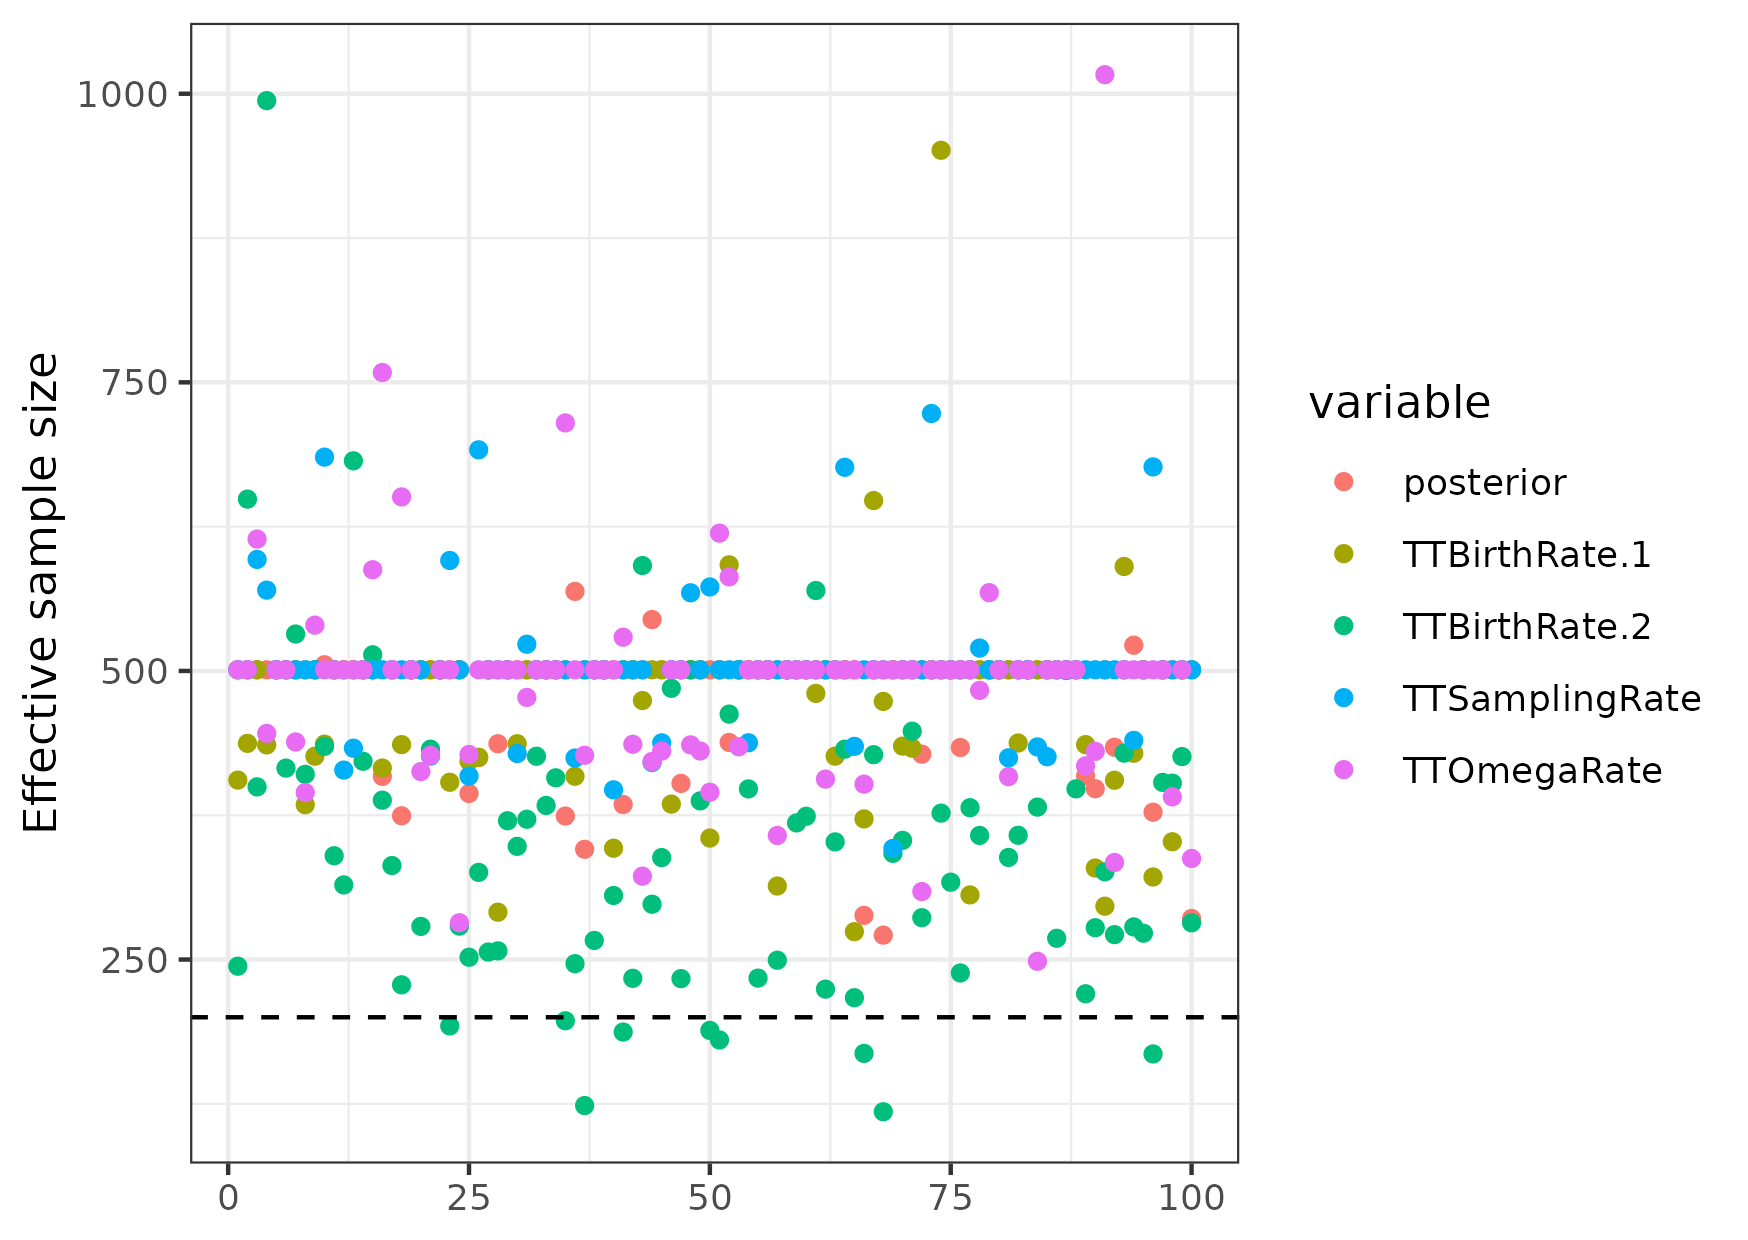 Effective sample size
1000
750
500
250
0 25 50 75 100
variable
posterior
TTBirthRate.1
TTBirthRate.2
TTSamplingRate
TTOmegaRate